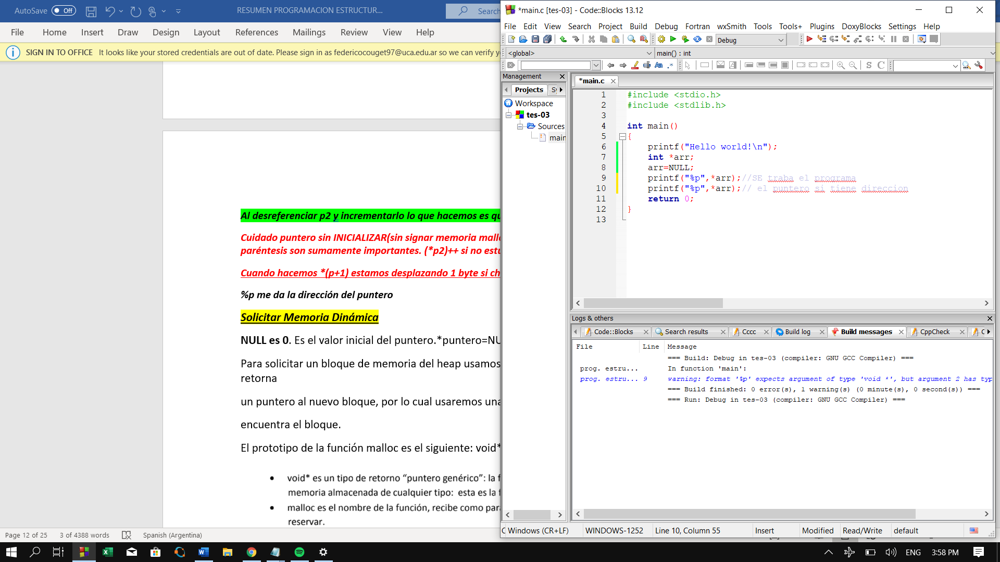 AutoSave Off RESUMEN PROGRAMACION ESTRUCTUR... Search
File Home Insert Draw Design Layout References Mailings Review View Help
SIGN IN TO OFFICE It looks like your stored credentials are out of date. Please sign in as federicocouget97@uca.edu.ar so we can verify
Al desreferenciar p2 y incrementarlo lo que hacemos es
Cuidado puntero sin INICIALIZAR(sin signar memoria
paréntesis son sumamente importantes. (*p2)++ si no
Cuando hacemos *(p+1) estamos desplazando 1 byte si
%p me da la dirección del puntero
Solicitar Memoria Dinámica
NULL es 0. Es el valor inicial del puntero.*puntero=
Para solicitar un bloque de memoria del heap usamos
retorna
un puntero al nuevo bloque, por lo cual usaremos
encuentra el bloque.
El prototipo de la función malloc es el siguiente: void*
• void* es un tipo de retorno “puntero genérico”: la
memoria almacenada de cualquier tipo: esta es la
• malloc es el nombre de la función, recibe como
reservar.
Page 12 of 25 3 of 4388 words Spanish (Argentina)
*main.c [tes-03] - Code::Blocks 13.12
File Edit View Search Project Build Debug Fortran wxSmith Tools Tools+ Plugins DoxyBlocks Settings Help
Debug
<global> main() : int
Aa .* S C
Management
Projects
Workspace
tes-03
Sources
*main.c
1 #include <stdio.h>
2 #include <stdlib.h>
3
4 int main()
5 {
6 printf("Hello world!\n");
7 int *arr;
8 arr=NULL;
9 printf("%p",*arr);//SE traba el programa
10 printf("%p",*arr);// el puntero si tiene direccion
11 return 0;
12 }
13
Logs & others
Code::Blocks Search results Cccc Build log Build messages CppCheck
File Line Message
=== Build: Debug in tes-03 (compiler: GNU GCC Compiler) ===
prog. estru... In function 'main':
prog. estru... 9 warning: format '%p' expects argument of type 'void *', but argument 2 has typ
=== Build finished: 0 error(s), 1 warning(s) (0 minute(s), 0 second(s)) ===
=== Run: Debug in tes-03 (compiler: GNU GCC Compiler) ===
Windows (CR+LF) WINDOWS-1252 Line 10, Column 55 Insert Modified Read/Write default
ENG 3:58 PM